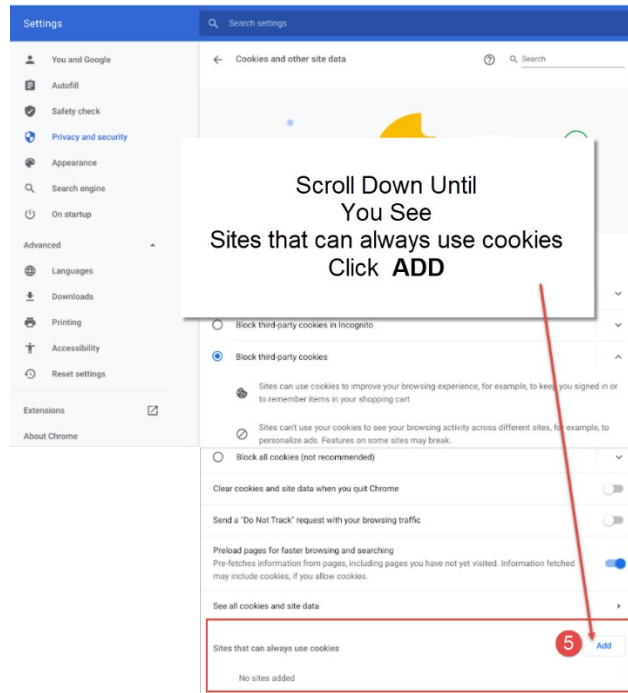 Settings
Search settings
You and Google
Autofill
Safety check
Privacy and security
Appearance
Search engine
On startup
Advanced
Languages
Downloads
Printing
Accessibility
Reset settings
Extensions
About Chrome
Cookies and other site data
Search
Scroll Down Until
You See
Sites that can always use cookies
Click ADD
Block third-party cookies in Incognito
Block third-party cookies
Sites can use cookies to improve your browsing experience, for example, to keep you signed in or
to remember items in your shopping cart
Sites can't use your cookies to see your browsing activity across different sites, for example, to
personalize ads. Features on some sites may break.
Block all cookies (not recommended)
Clear cookies and site data when you quit Chrome
Send a "Do Not Track" request with your browsing traffic
Preload pages for faster browsing and searching
Pre-fetches information from pages, including pages you have not yet visited. Information fetched
may include cookies, if you allow cookies.
See all cookies and site data
Sites that can always use cookies
5
Add
No sites added